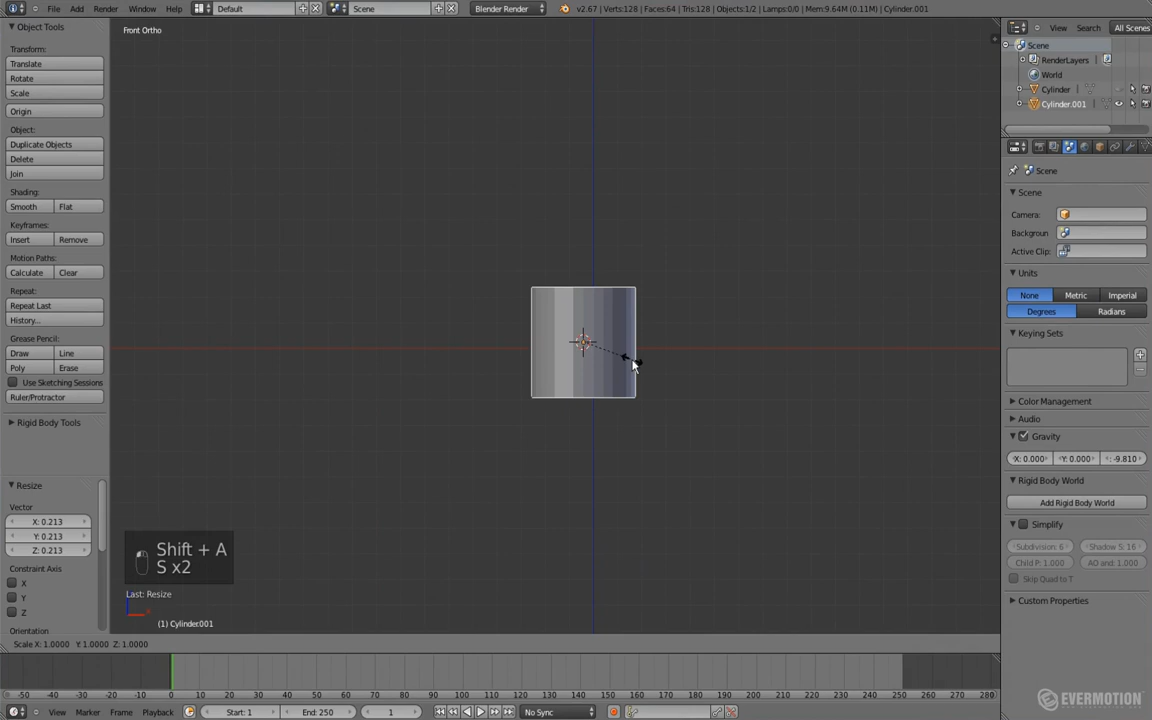 File Add Render Window Help Default Scene Blender Render v2.67 | Verts:128 | Faces:64 | Tris:128 | Objects:1/2 | Lamps:0/0 | Mem:9.64M (0.11M) | Cylinder.001
Object Tools
Transform:
Translate
Rotate
Scale
Origin
Object:
Duplicate Objects
Delete
Join
Shading:
Smooth Flat
Keyframes:
Insert Remove
Motion Paths:
Calculate Clear
Repeat:
Repeat Last
History...
Grease Pencil:
Draw Line
Poly Erase
Use Sketching Sessions
Ruler/Protractor
Rigid Body Tools
Resize
Vector
X: 0.213
Y: 0.213
Z: 0.213
Constraint Axis
X
Y
Z
Orientation
Front Ortho
Shift + A
S x2
Last: Resize
(1) Cylinder.001
Scale X: 1.0000 Y: 1.0000 Z: 1.0000
View Search All Scenes
Scene
RenderLayers
World
Cylinder
Cylinder.001
Scene
Scene
Camera:
Backgroun
Active Clip:
Units
None Metric Imperial
Degrees Radians
Keying Sets
Color Management
Audio
Gravity
X: 0.000 Y: 0.000 : -9.810
Rigid Body World
Add Rigid Body World
Simplify
Subdivision: 6 Shadow S: 16
Child P: 1.000 AO and: 1.000
Skip Quad to T
Custom Properties
-50 -40 -30 -20 -10 0 10 20 30 40 50 60 70 80 90 100 110 120 130 140 150 160 170 180 190 200 210 220 230 240 250 260 270 280
View Marker Frame Playback Start: 1 End: 250 1 No Sync
EVERMOTION